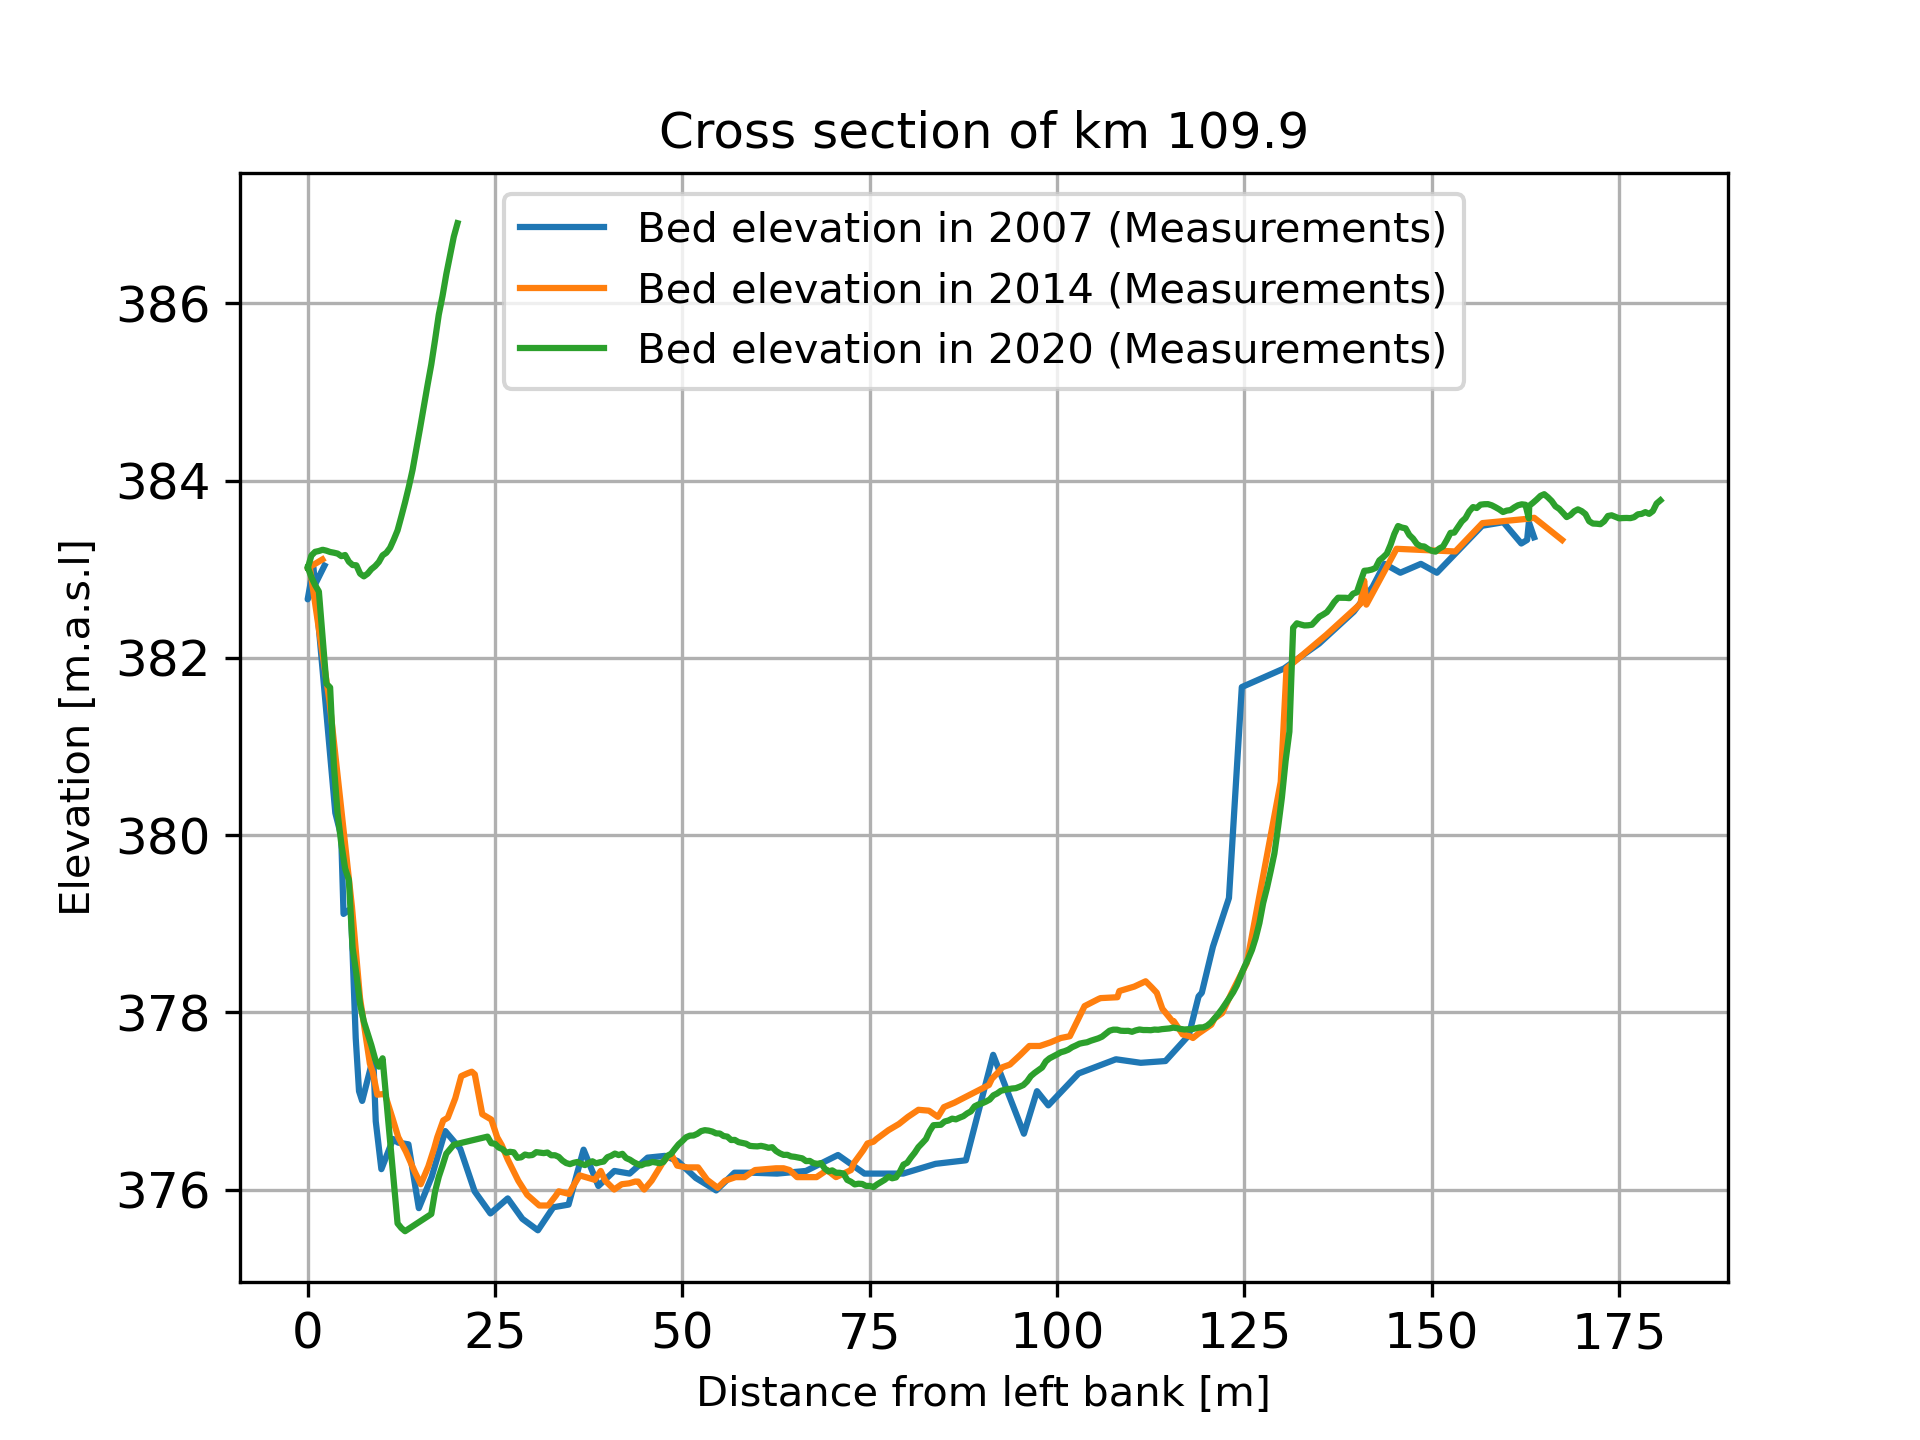 Cross section of km 109.9
Bed elevation in 2007 (Measurements)
Bed elevation in 2014 (Measurements)
Bed elevation in 2020 (Measurements)
Elevation [m.a.s.l]
386
384
382
380
378
376
0 25 50 75 100 125 150 175
Distance from left bank [m]